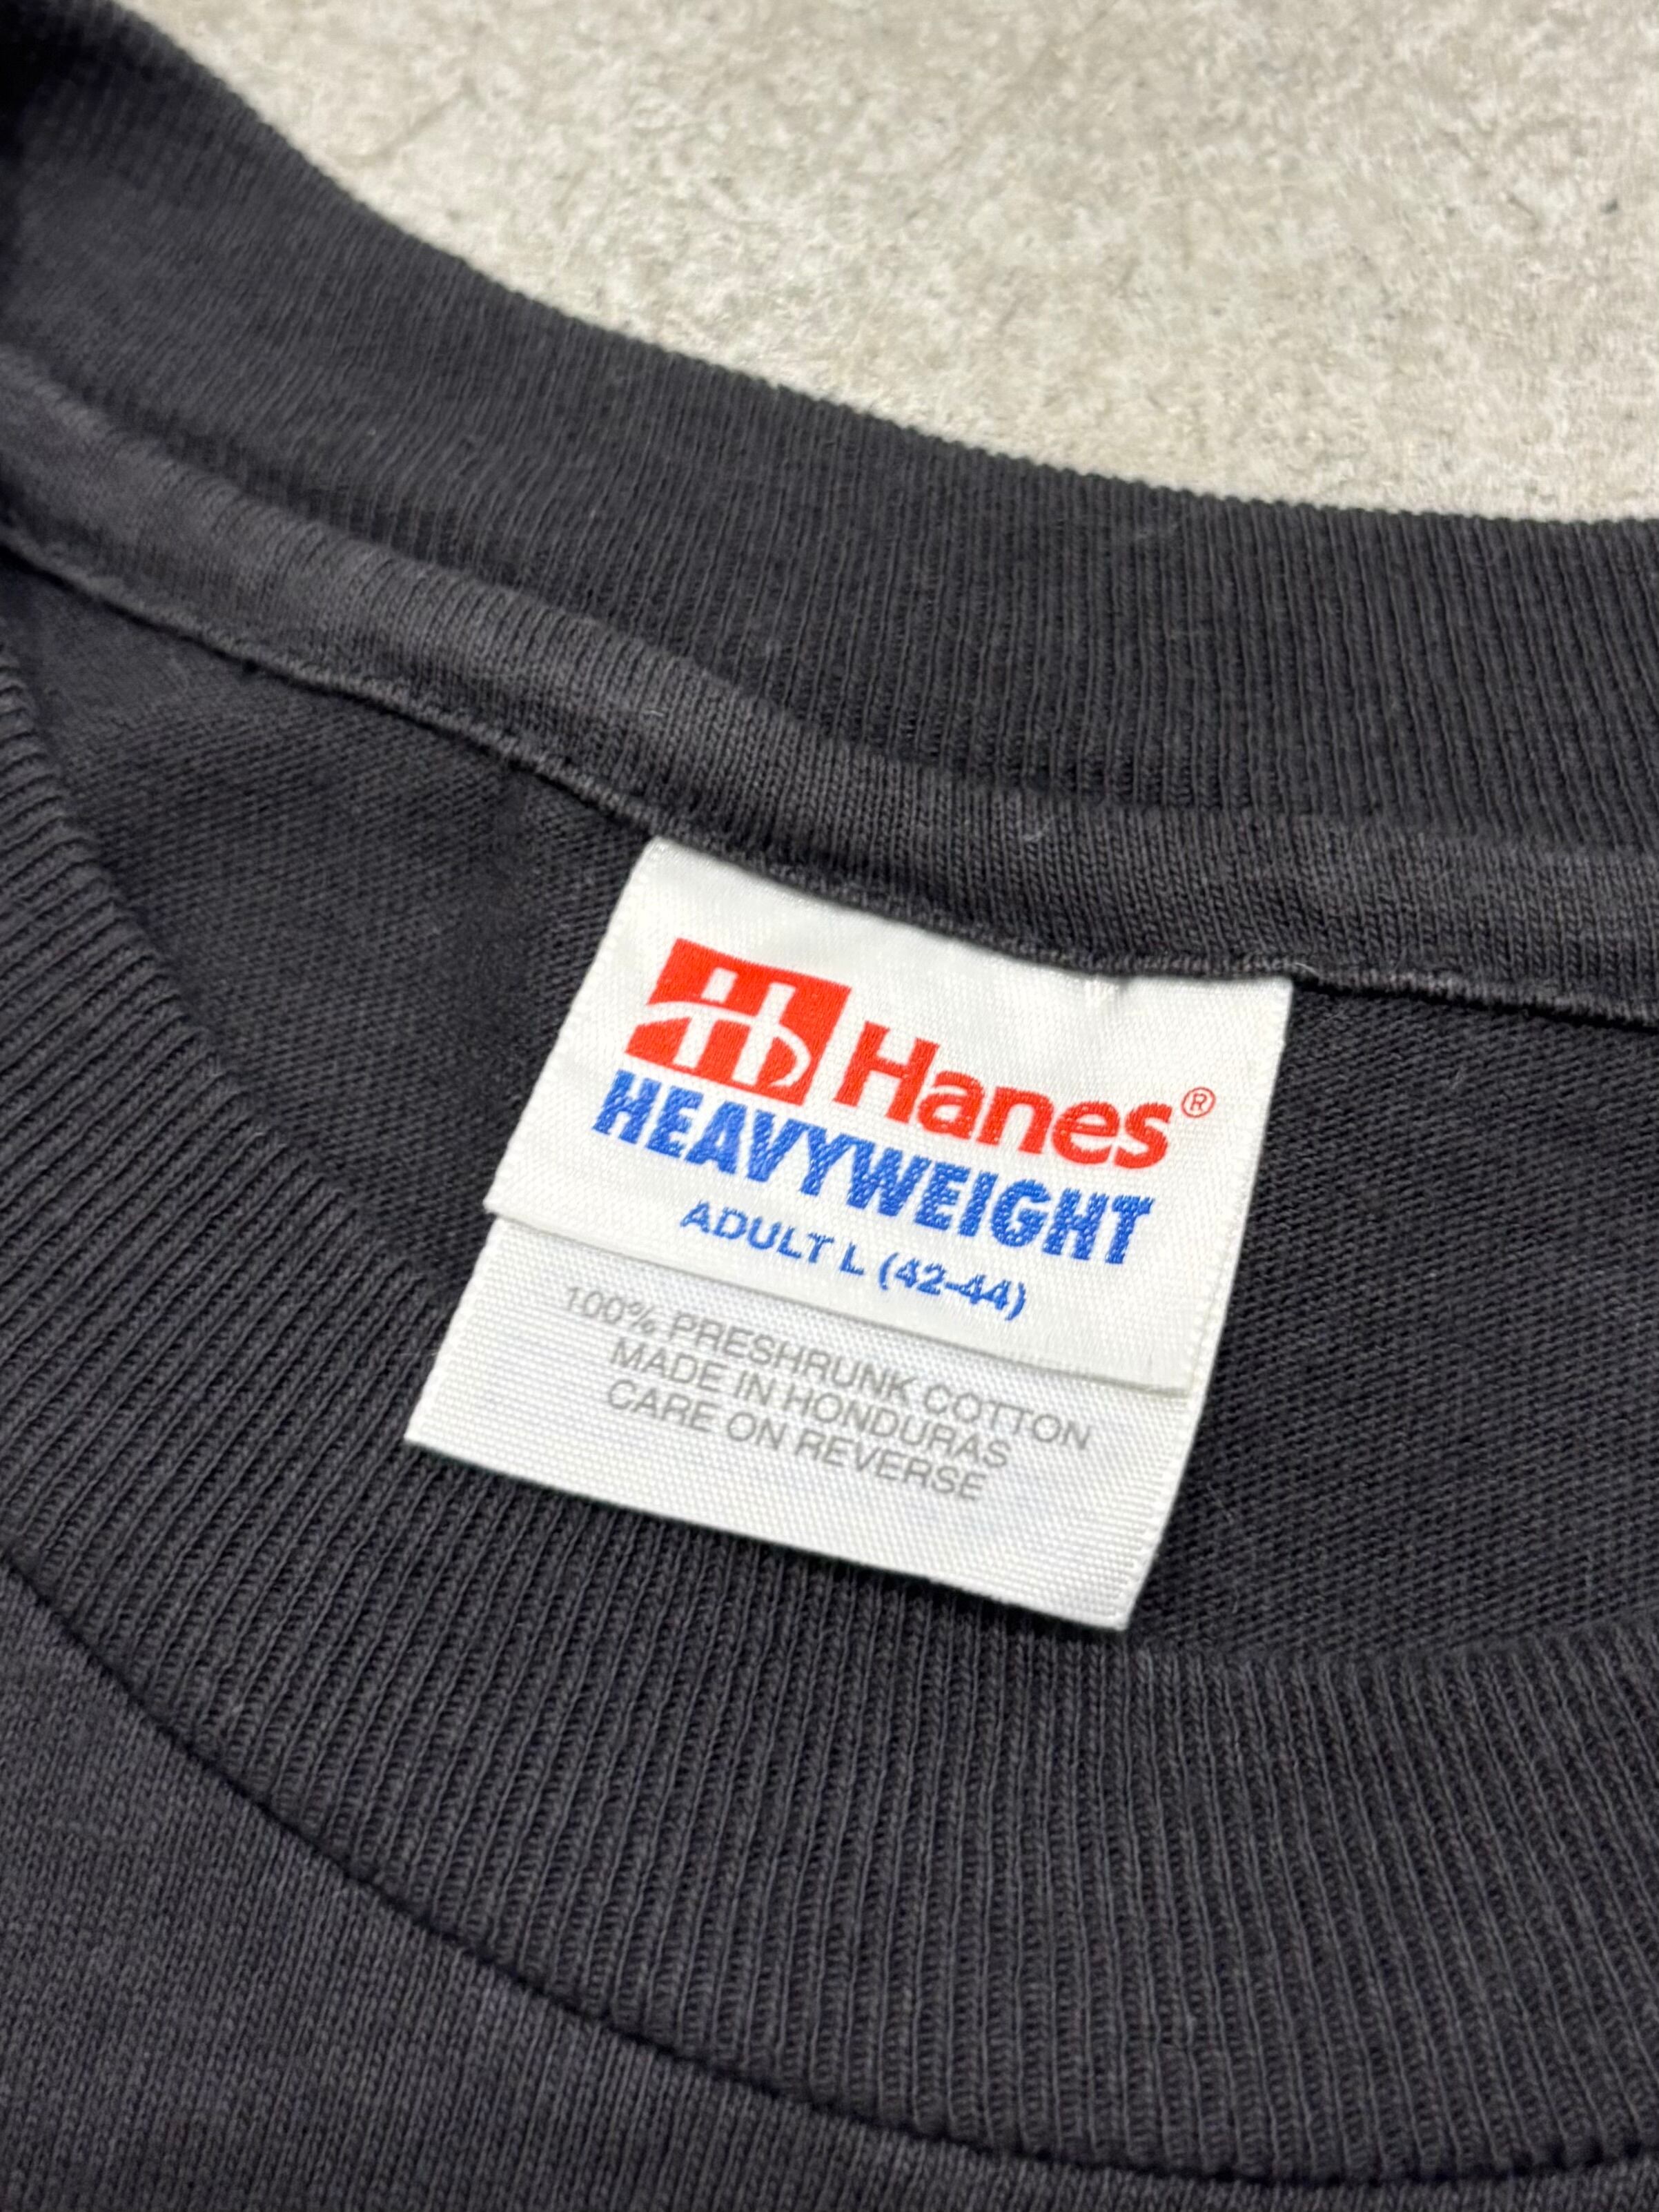 H Hanes®
HEAVYWEIGHT
ADULT L (42-44)
100% PRESHRUNK COTTON
MADE IN HONDURAS
CARE ON REVERSE